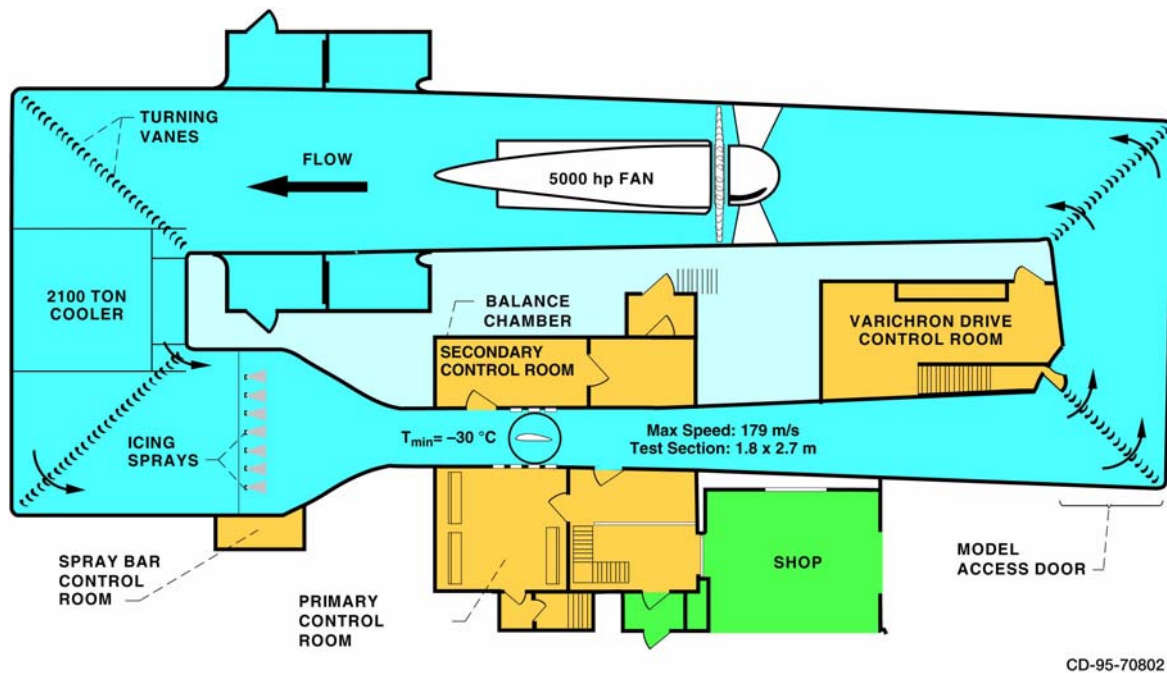 TURNING
VANES
FLOW
5000 hp FAN
2100 TON
COOLER
BALANCE
CHAMBER
VARICHRON DRIVE
CONTROL ROOM
SECONDARY
CONTROL ROOM
ICING
SPRAYS
Tmin= –30 °C
Max Speed: 179 m/s
Test Section: 1.8 x 2.7 m
SPRAY BAR
CONTROL
ROOM
PRIMARY
CONTROL
ROOM
SHOP
MODEL
ACCESS DOOR
CD-95-70802